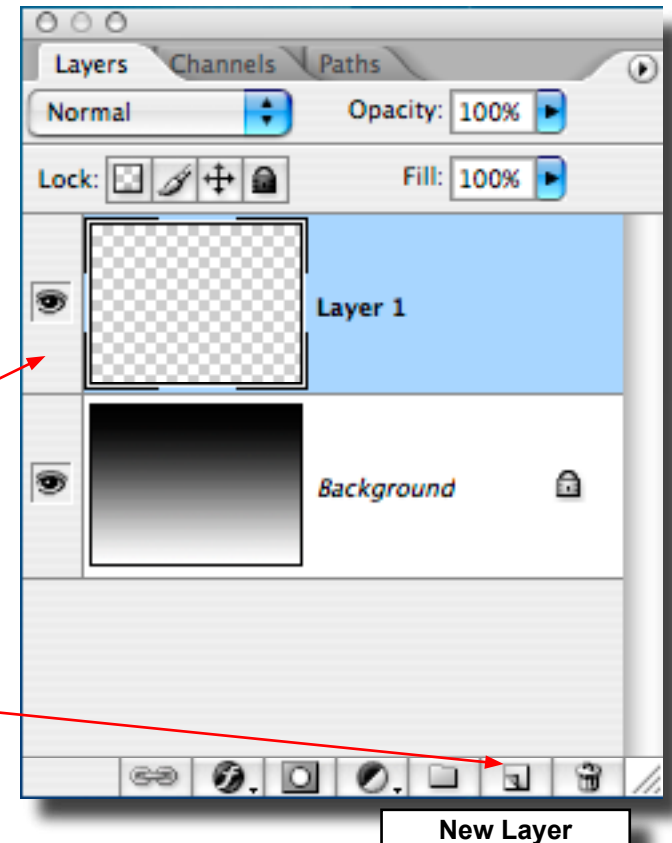 Layers Channels Paths
Normal Opacity: 100%
Lock: Fill: 100%
Layer 1
Background
New Layer